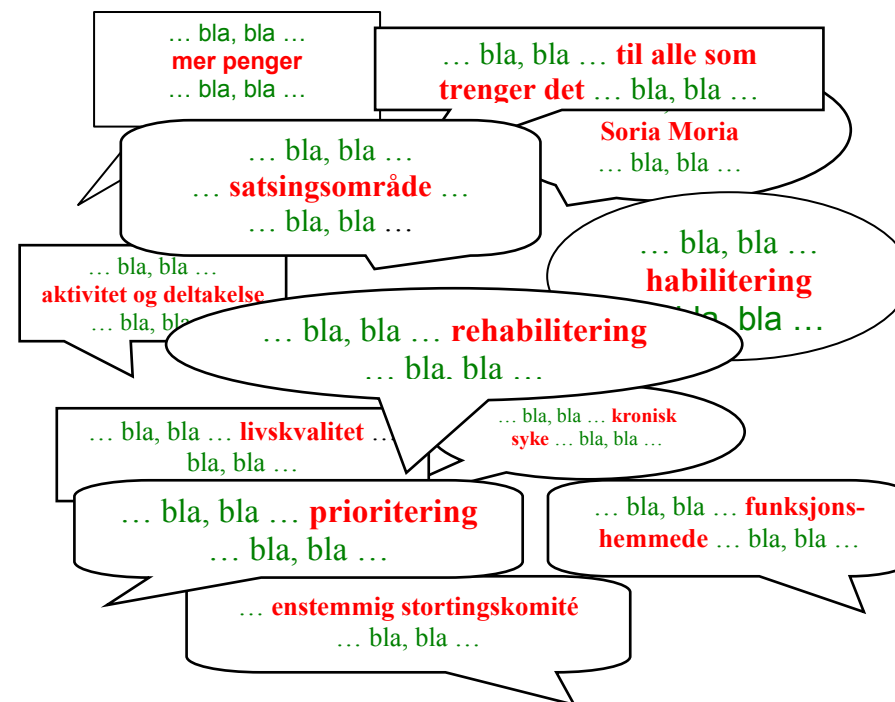 … bla, bla …
mer penger
… bla, bla …
… bla, bla … til alle som
trenger det … bla, bla …
Soria Moria
… bla, bla …
… bla, bla …
… satsingsområde …
… bla, bla …
… bla, bla …
habilitering
bla …
… bla, bla …
aktivitet og deltakelse
… bla, bla
… bla, bla … rehabilitering
… bla, bla …
… bla, bla … livskvalitet …
bla, bla …
… bla, bla … kronisk
syke … bla, bla …
… bla, bla … prioritering
… bla, bla …
… bla, bla … funksjons-
hemmede … bla, bla …
… enstemmig stortingskomité
… bla, bla …